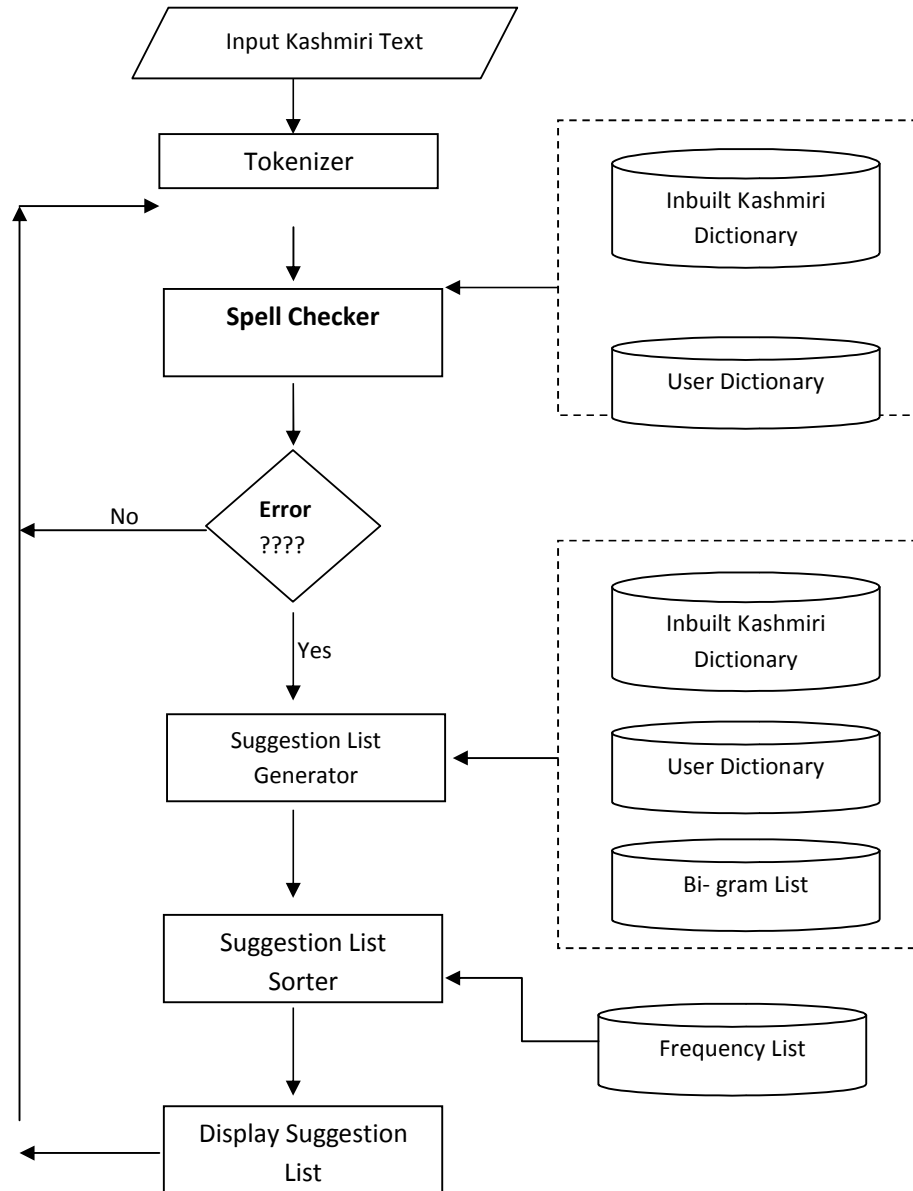 Input Kashmiri Text
Tokenizer
Inbuilt Kashmiri
Dictionary
Spell Checker
User Dictionary
No
Error
????
Yes
Inbuilt Kashmiri
Dictionary
Suggestion List
Generator
User Dictionary
Bi- gram List
Suggestion List
Sorter
Frequency List
Display Suggestion
List